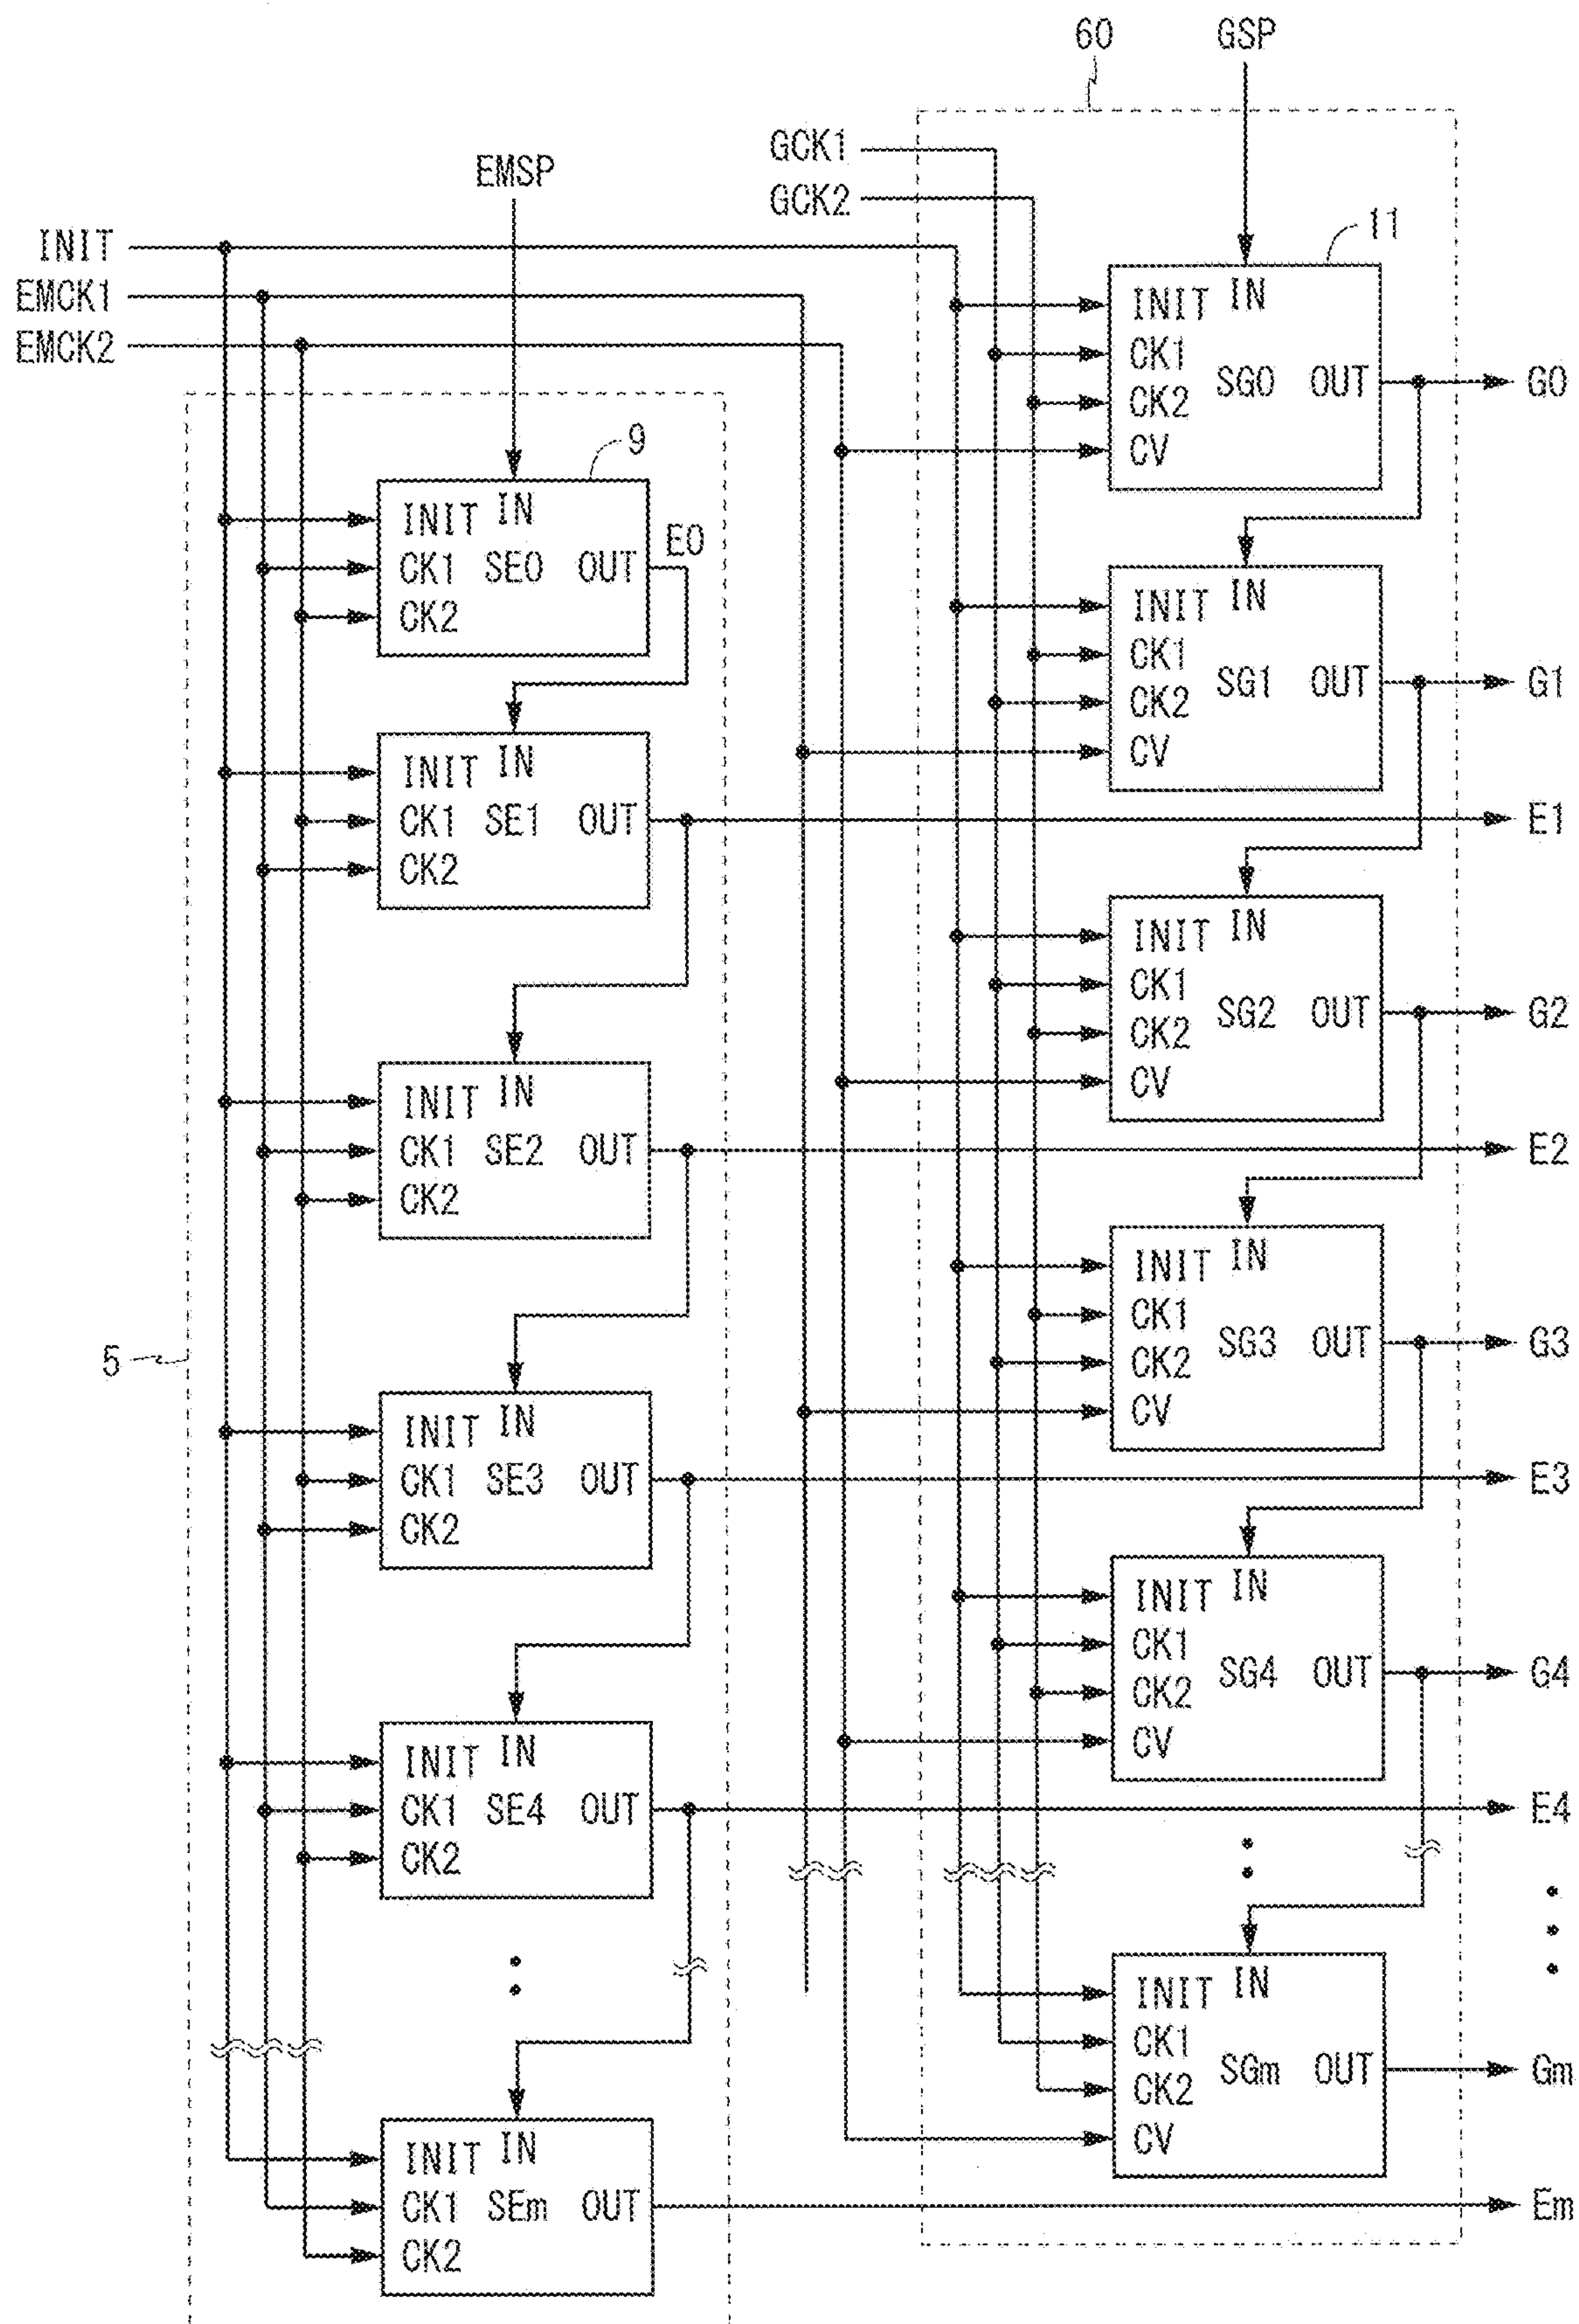 60 GSP
GCK1
GCK2
EMSP
INIT
EMCK1
EMCK2
11
INIT IN
CK1
SG0 OUT
CK2
CV
G0
9
INIT IN
CK1 SE0 OUT
CK2
E0
INIT IN
CK1
SG1 OUT
CK2
CV
G1
INIT IN
CK1 SE1 OUT
CK2
E1
INIT IN
CK1
SG2 OUT
CK2
CV
G2
INIT IN
CK1 SE2 OUT
CK2
E2
INIT IN
CK1
SG3 OUT
CK2
CV
G3
5
INIT IN
CK1 SE3 OUT
CK2
E3
INIT IN
CK1
SG4 OUT
CK2
CV
G4
INIT IN
CK1 SE4 OUT
CK2
E4
INIT IN
CK1
SGm OUT
CK2
CV
Gm
INIT IN
CK1 SEm OUT
CK2
Em